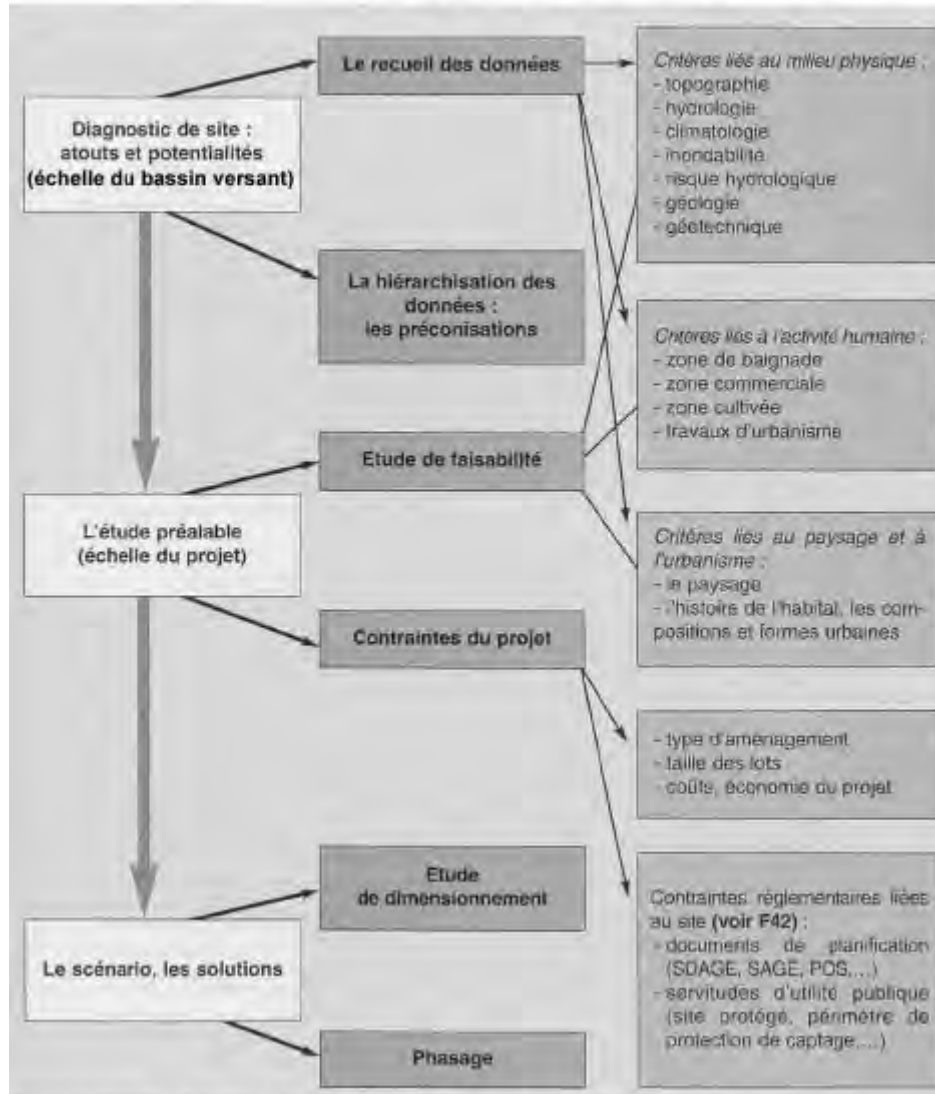 Le recueil des données
Critères liés au milieu physique :
- topographie
- hydrologie
- climatologie
- inondabilité
- risque hydrologique
- géologie
- géotechnique
Diagnostic de site :
atouts et potentialités
(échelle du bassin versant)
La hiérarchisation des
données :
les préconisations
Critères liés à l'activité humaine :
- zone de baignade
- zone commerciale
- zone cultivée
- travaux d'urbanisme
Etude de faisabilité
L'étude préalable
(échelle du projet)
Critères liés au paysage et à
l'urbanisme :
- le paysage
- l'histoire de l'habitat, les com-
positions et formes urbaines
Contraintes du projet
- type d'aménagement
- taille des lots
- coûts, économie du projet
Etude
de dimensionnement
Contraintes réglementaires liées
au site (voir F42) :
- documents de planification
(SDAGE, SAGE, POS,...)
- servitudes d'utilité publique
(site protégé, périmètre de
protection de captage,...)
Le scénario, les solutions
Phasage